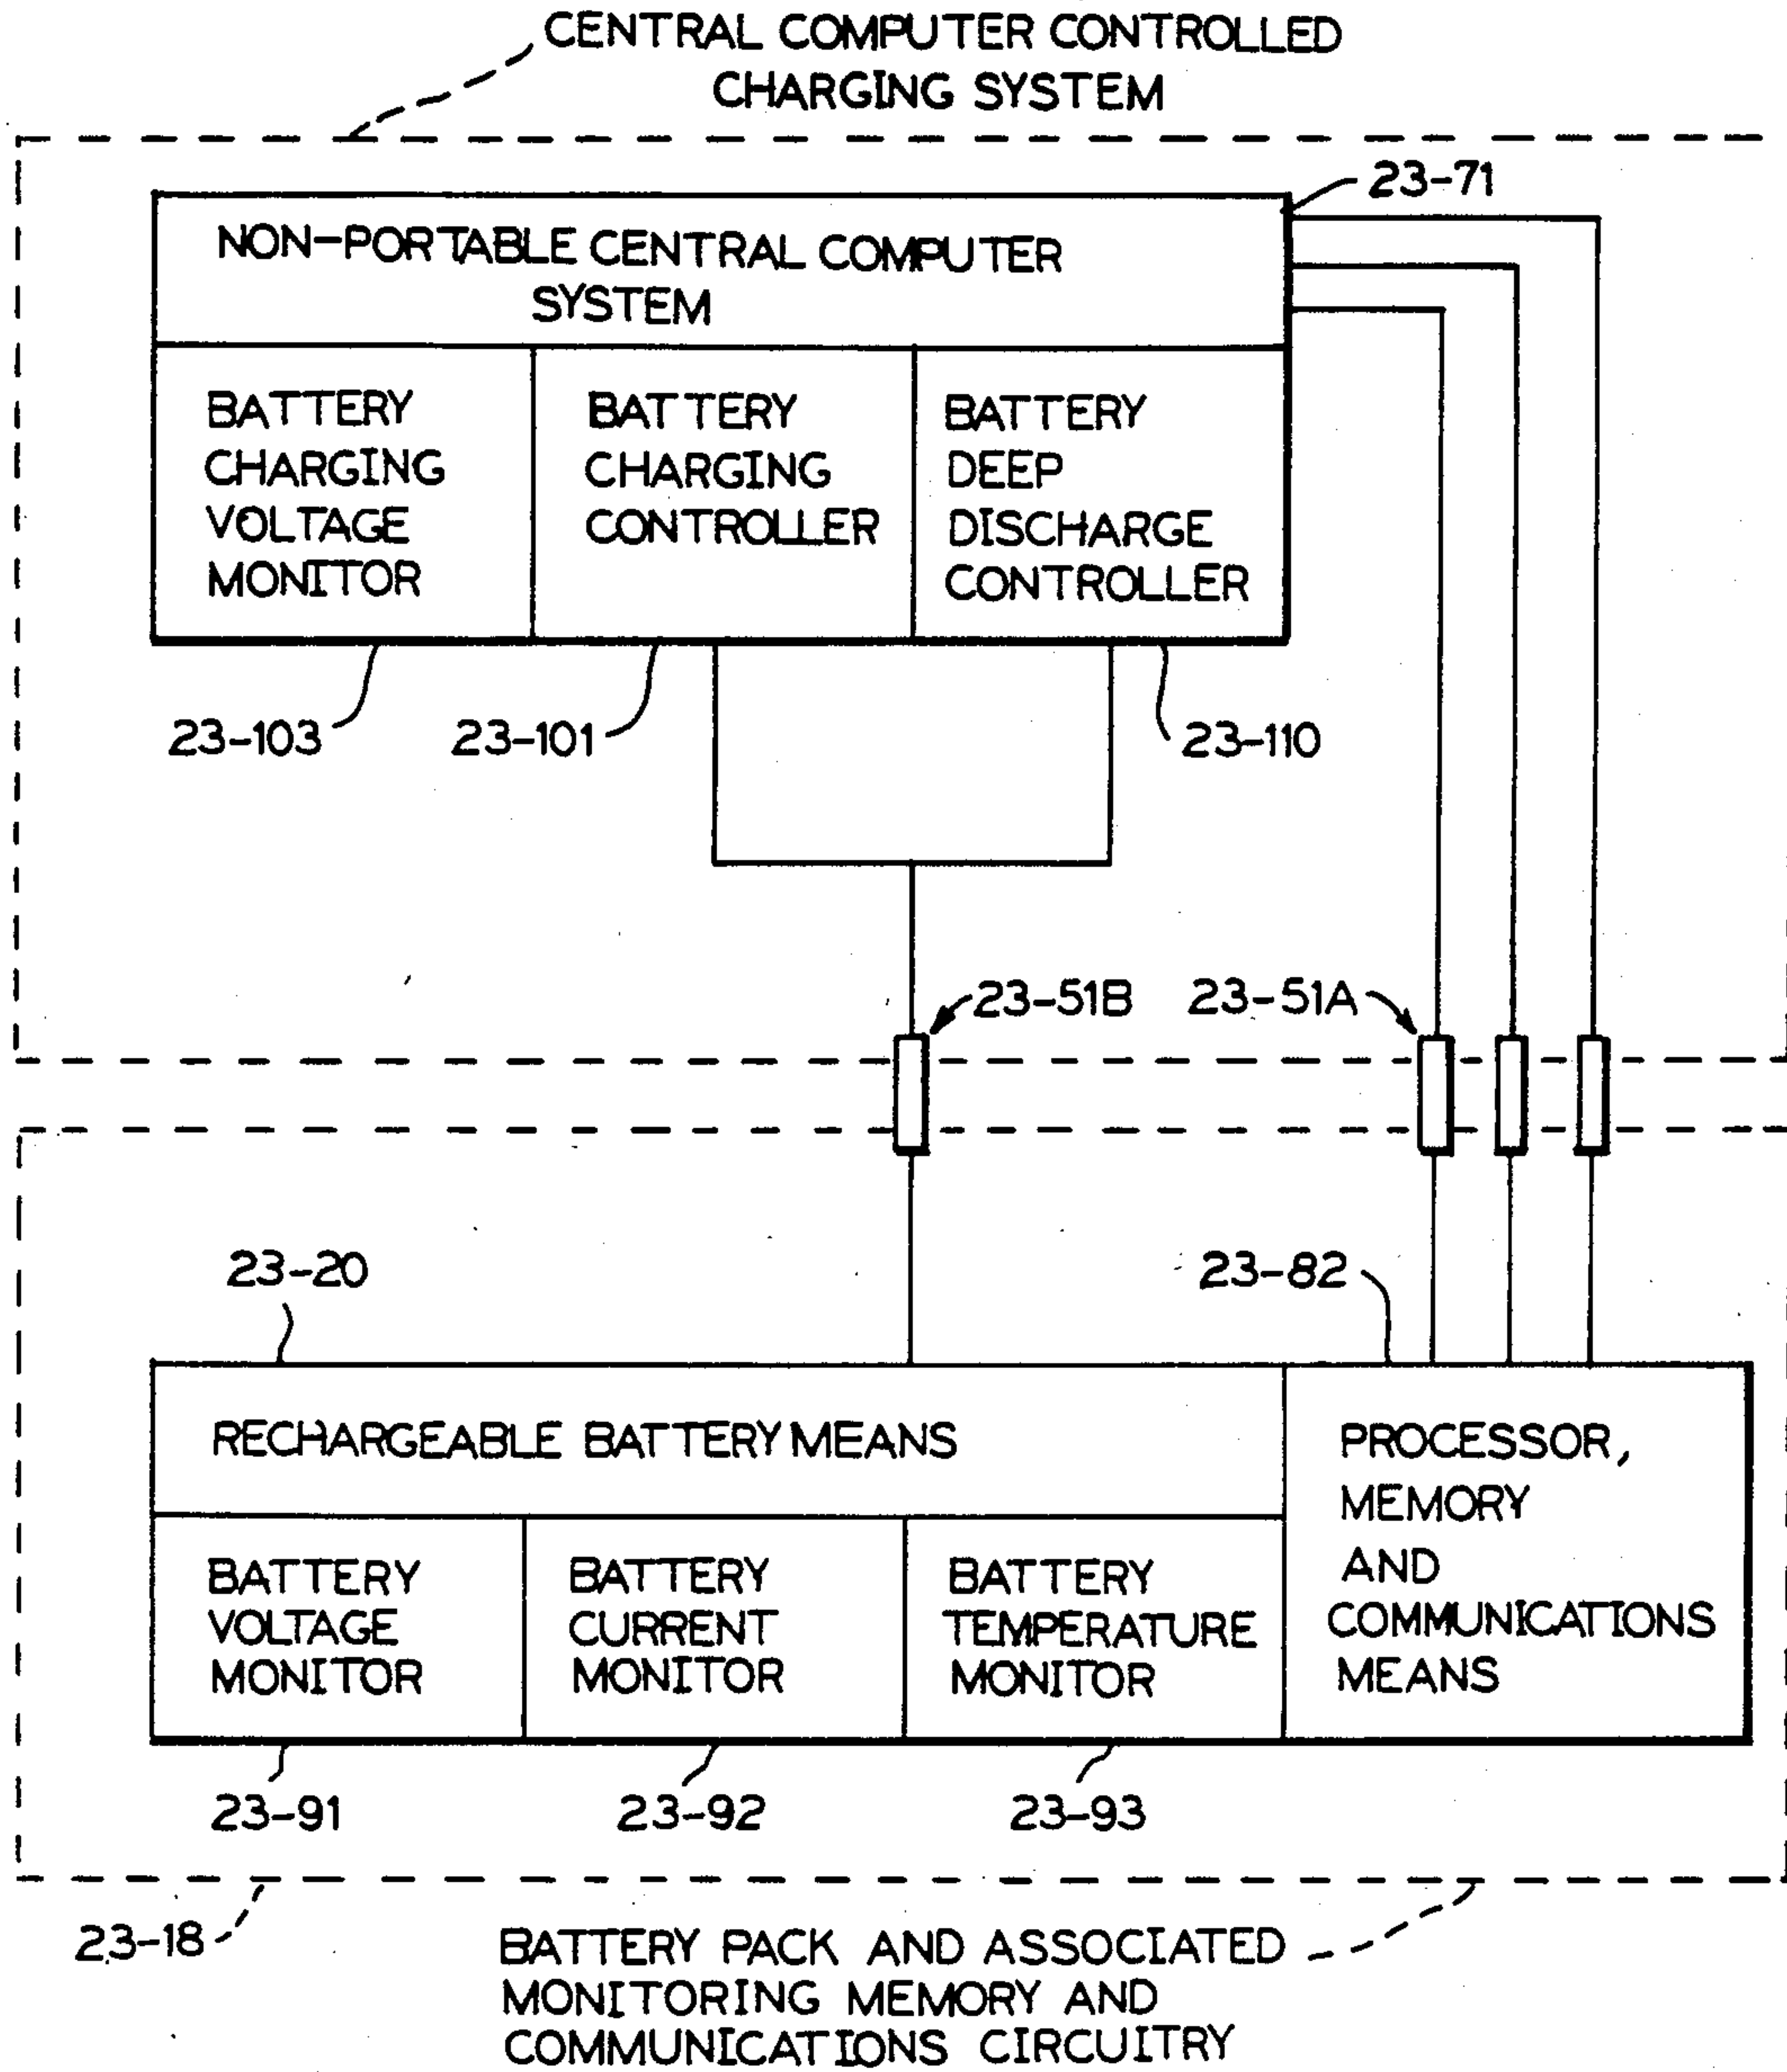 CENTRAL COMPUTER CONTROLLED
CHARGING SYSTEM
23-71
NON-PORTABLE CENTRAL COMPUTER
SYSTEM
BATTERY
CHARGING
VOLTAGE
MONITOR
BATTERY
CHARGING
CONTROLLER
BATTERY
DEEP
DISCHARGE
CONTROLLER
23-103
23-101
23-110
23-51B
23-51A
23-20
23-82
RECHARGEABLE BATTERY MEANS
PROCESSOR,
MEMORY
AND
COMMUNICATIONS
MEANS
BATTERY
VOLTAGE
MONITOR
BATTERY
CURRENT
MONITOR
BATTERY
TEMPERATURE
MONITOR
23-91
23-92
23-93
23-18
BATTERY PACK AND ASSOCIATED
MONITORING MEMORY AND
COMMUNICATIONS CIRCUITRY